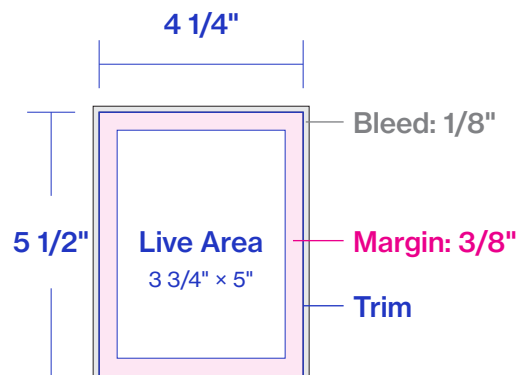 4 1/4"
Bleed: 1/8"
5 1/2"
Live Area
3 3/4" × 5"
Margin: 3/8"
Trim